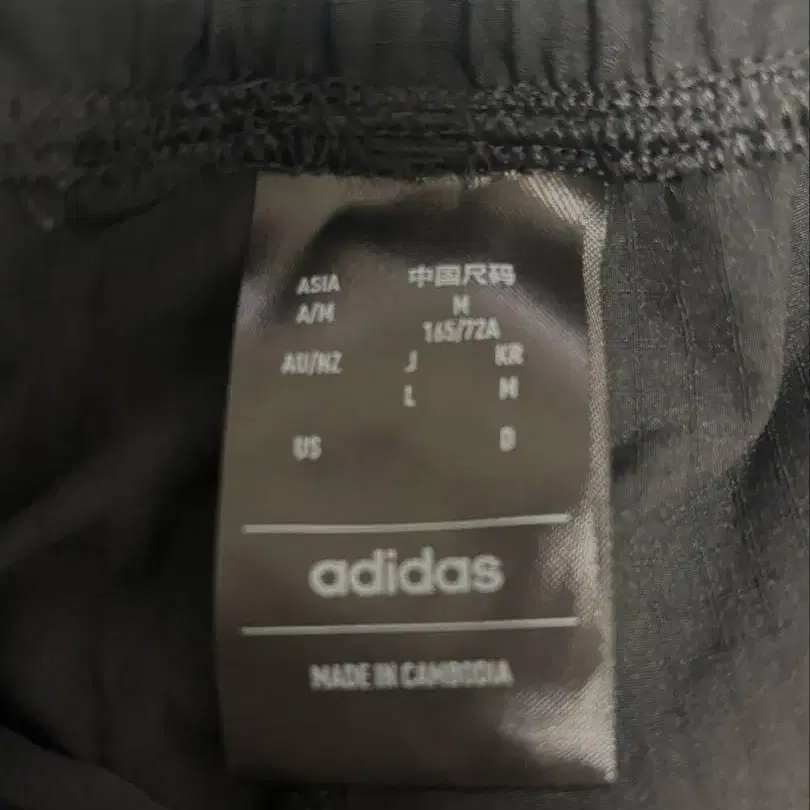 ASIA 中国尺码
A/M M
165/72A
AU/NZ J KR
L M
US D
adidas
MADE IN CAMBODIA